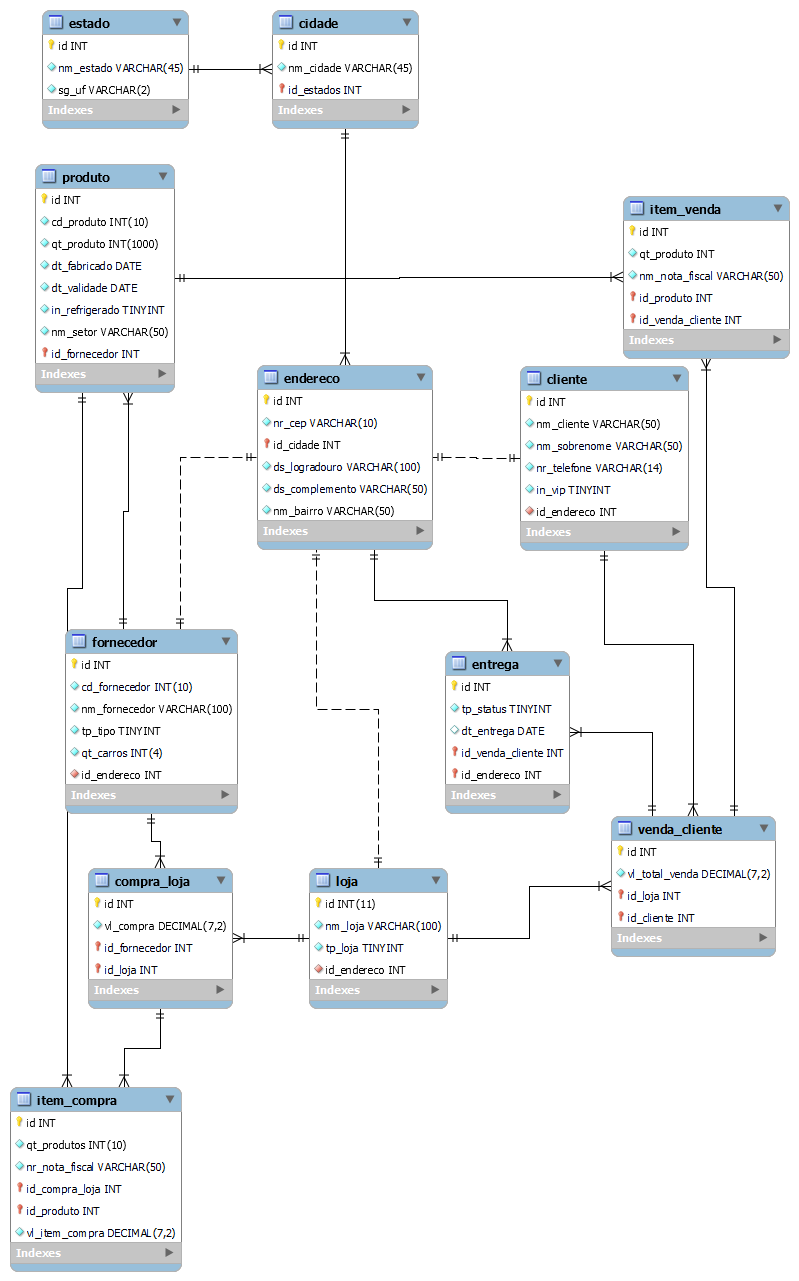 estado
id INT
nm_estado VARCHAR(45)
sg_uf VARCHAR(2)
Indexes
cidade
id INT
nm_cidade VARCHAR(45)
id_estados INT
Indexes
produto
id INT
cd_produto INT(10)
qt_produto INT(1000)
dt_fabricado DATE
dt_validade DATE
in_refrigerado TINYINT
nm_setor VARCHAR(50)
id_fornecedor INT
Indexes
item_venda
id INT
qt_produto INT
nm_nota_fiscal VARCHAR(50)
id_produto INT
id_venda_cliente INT
Indexes
endereco
id INT
nr_cep VARCHAR(10)
id_cidade INT
ds_logradouro VARCHAR(100)
ds_complemento VARCHAR(50)
nm_bairro VARCHAR(50)
Indexes
cliente
id INT
nm_cliente VARCHAR(50)
nm_sobrenome VARCHAR(50)
nr_telefone VARCHAR(14)
in_vip TINYINT
id_endereco INT
Indexes
fornecedor
id INT
cd_fornecedor INT(10)
nm_fornecedor VARCHAR(100)
tp_tipo TINYINT
qt_carros INT(4)
id_endereco INT
Indexes
entrega
id INT
tp_status TINYINT
dt_entrega DATE
id_venda_cliente INT
id_endereco INT
Indexes
venda_cliente
id INT
vl_total_venda DECIMAL(7,2)
id_loja INT
id_cliente INT
Indexes
compra_loja
id INT
vl_compra DECIMAL(7,2)
id_fornecedor INT
id_loja INT
Indexes
loja
id INT(11)
nm_loja VARCHAR(100)
tp_loja TINYINT
id_endereco INT
Indexes
item_compra
id INT
qt_produtos INT(10)
nr_nota_fiscal VARCHAR(50)
id_compra_loja INT
id_produto INT
vl_item_compra DECIMAL(7,2)
Indexes